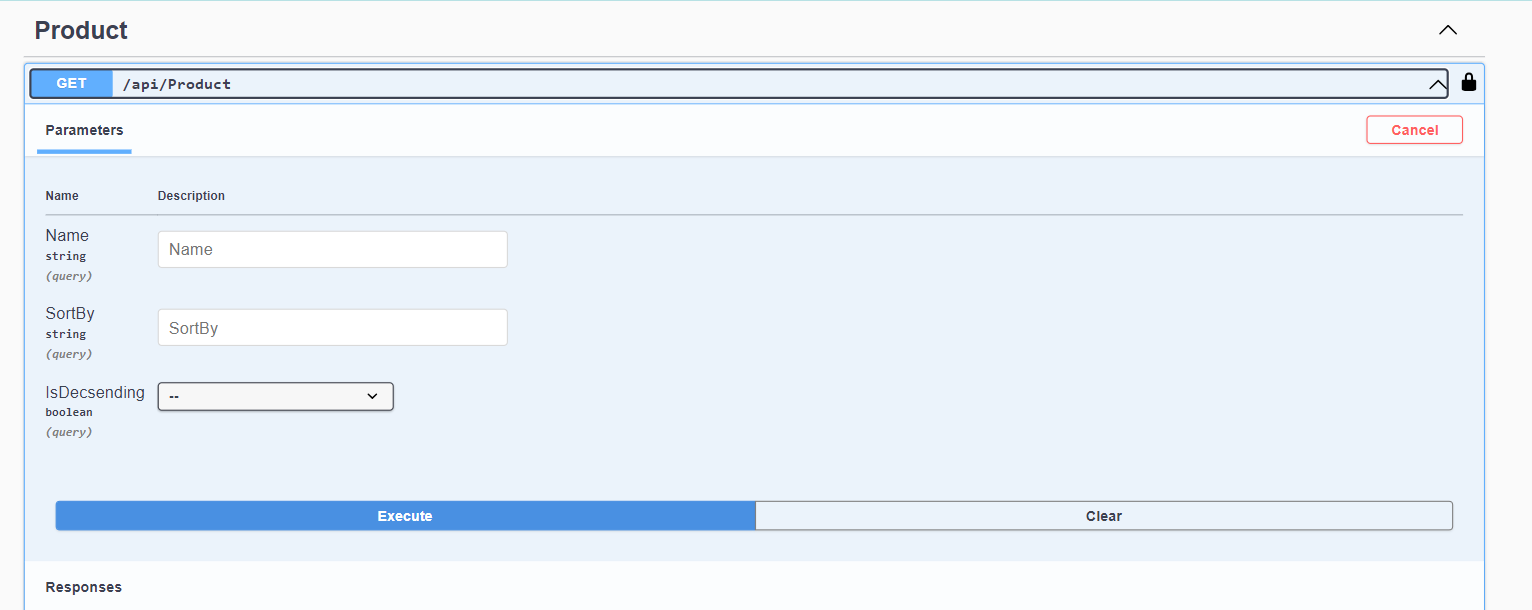 Product
GET /api/Product
Parameters
Cancel
Name Description
Name
string
(query)
Name
SortBy
string
(query)
SortBy
IsDecsending
boolean
(query)
--
Execute
Clear
Responses